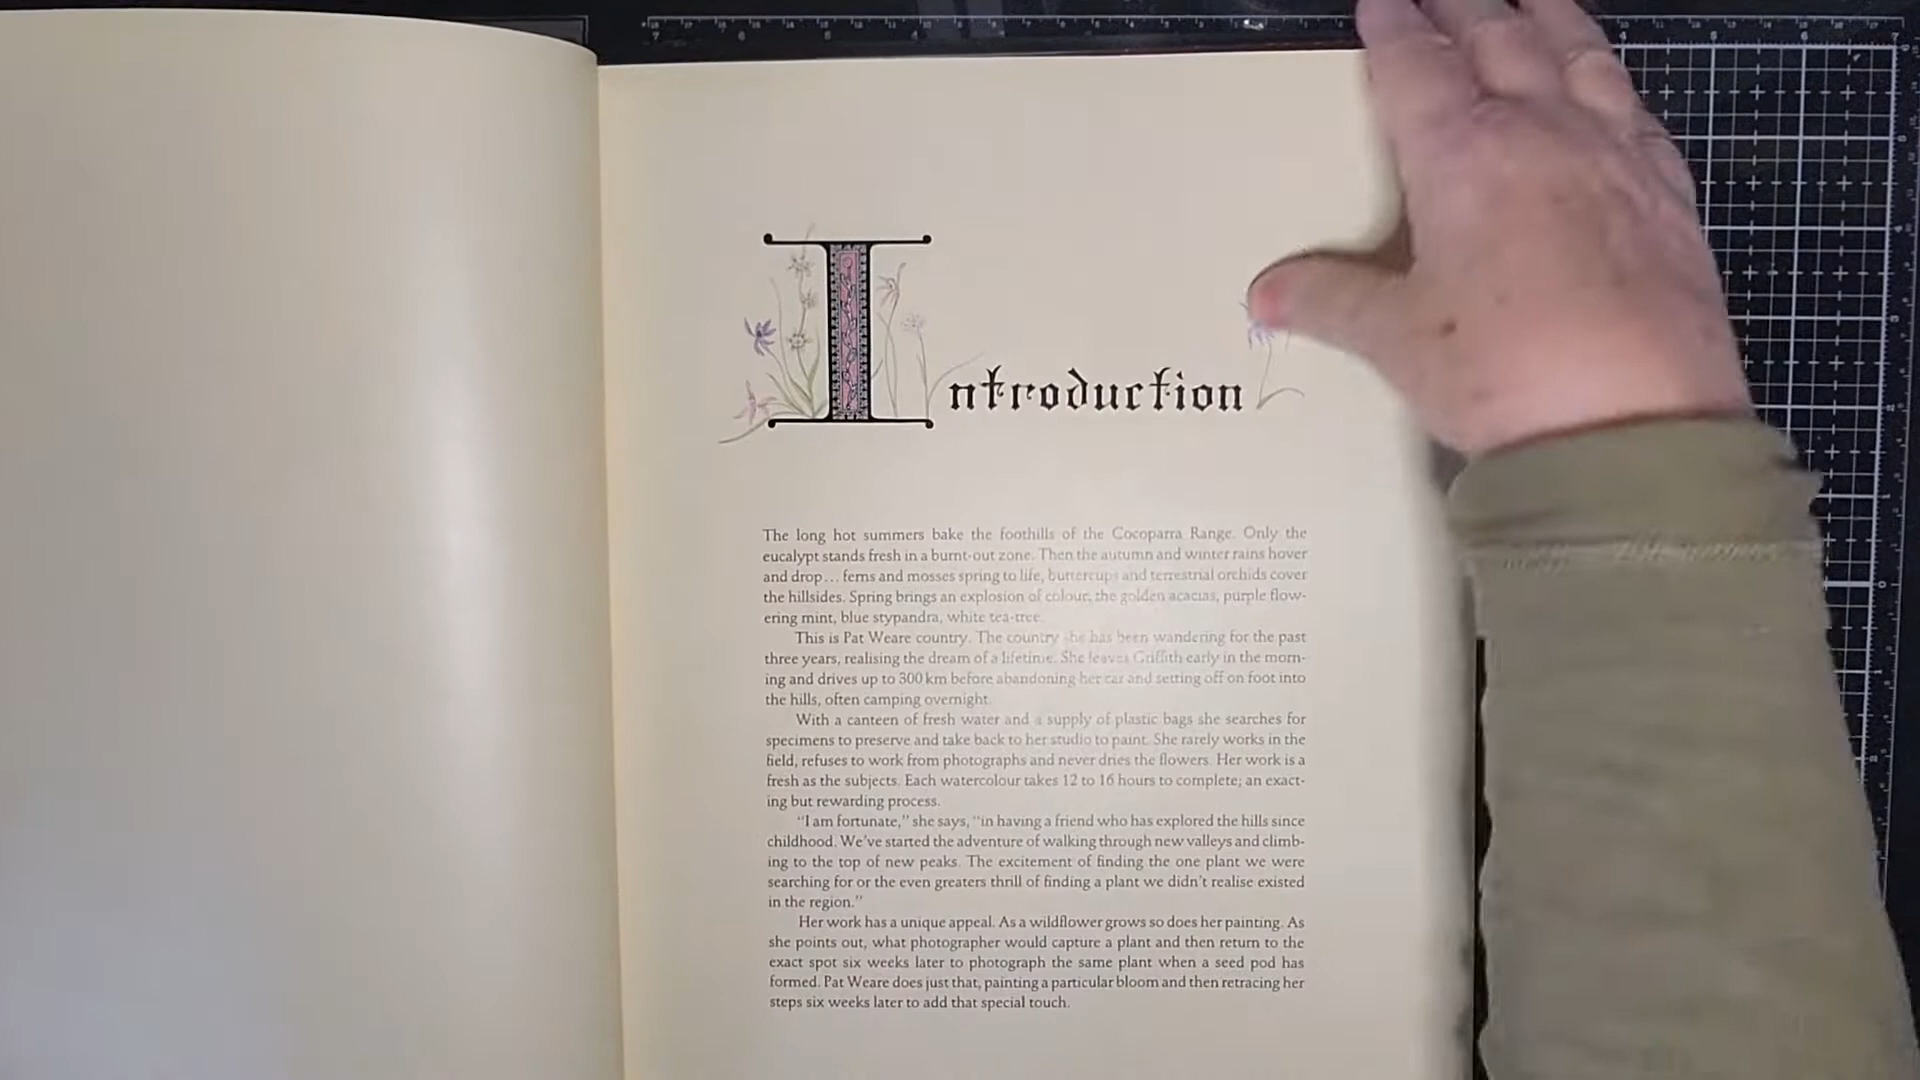 Introduction
The long hot summers bake the foothills of the Cocoparra Range. Only the
eucalypt stands fresh in a burnt-out zone. Then the autumn and winter rains hover
and drop... ferns and mosses spring to life, buttercups and terrestrial orchids cover
the hillsides. Spring brings an explosion of colour, the golden acacias, purple flow-
ering mint, blue stypandra, white tea-tree.
This is Pat Weare country. The country she has been wandering for the past
three years, realising the dream of a lifetime. She leaves Griffith early in the morn-
ing and drives up to 300 km before abandoning her car and setting off on foot into
the hills, often camping overnight.
With a canteen of fresh water and a supply of plastic bags she searches for
specimens to preserve and take back to her studio to paint. She rarely works in the
field, refuses to work from photographs and never dries the flowers. Her work is a
fresh as the subjects. Each watercolour takes 12 to 16 hours to complete; an exact-
ing but rewarding process.
"I am fortunate," she says, "in having a friend who has explored the hills since
childhood. We've started the adventure of walking through new valleys and climb-
ing to the top of new peaks. The excitement of finding the one plant we were
searching for or the even greaters thrill of finding a plant we didn't realise existed
in the region."
Her work has a unique appeal. As a wildflower grows so does her painting. As
she points out, what photographer would capture a plant and then return to the
exact spot six weeks later to photograph the same plant when a seed pod has
formed. Pat Weare does just that, painting a particular bloom and then retracing her
steps six weeks later to add that special touch.